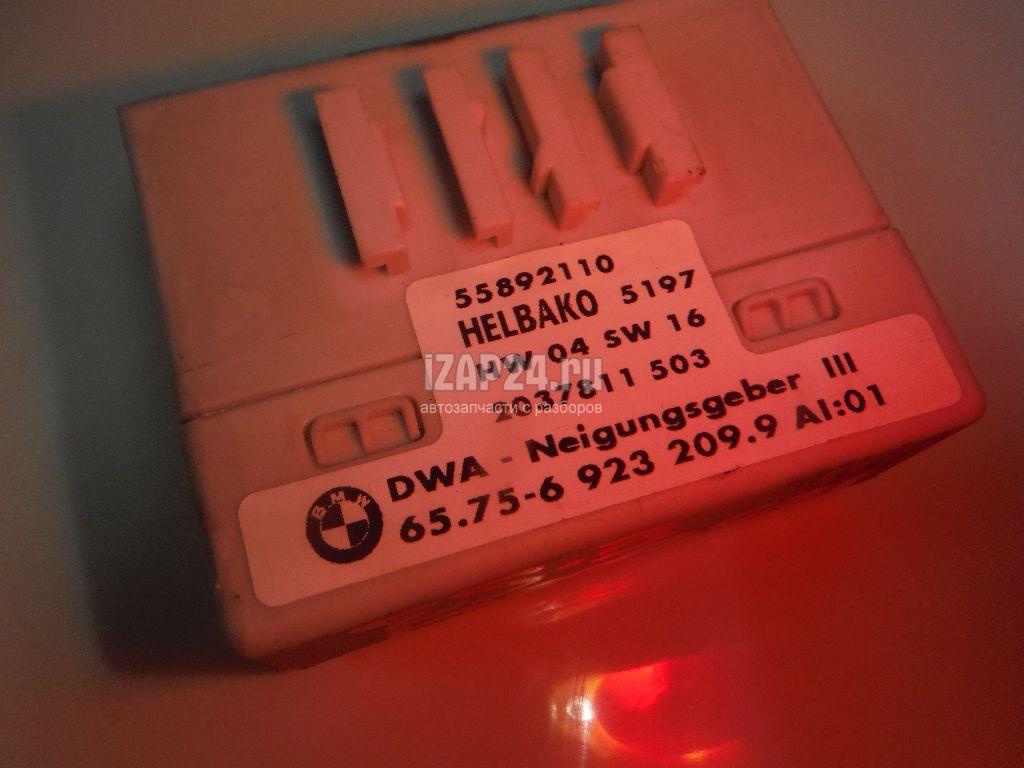 55892110
HELBAKO 5197
HW 04 SW 16
2037811 503
DWA - Neigungsgeber III
BMW 65.75-6 923 209.9 AI:01
iZAP24.ru
автозапчасти с разборов